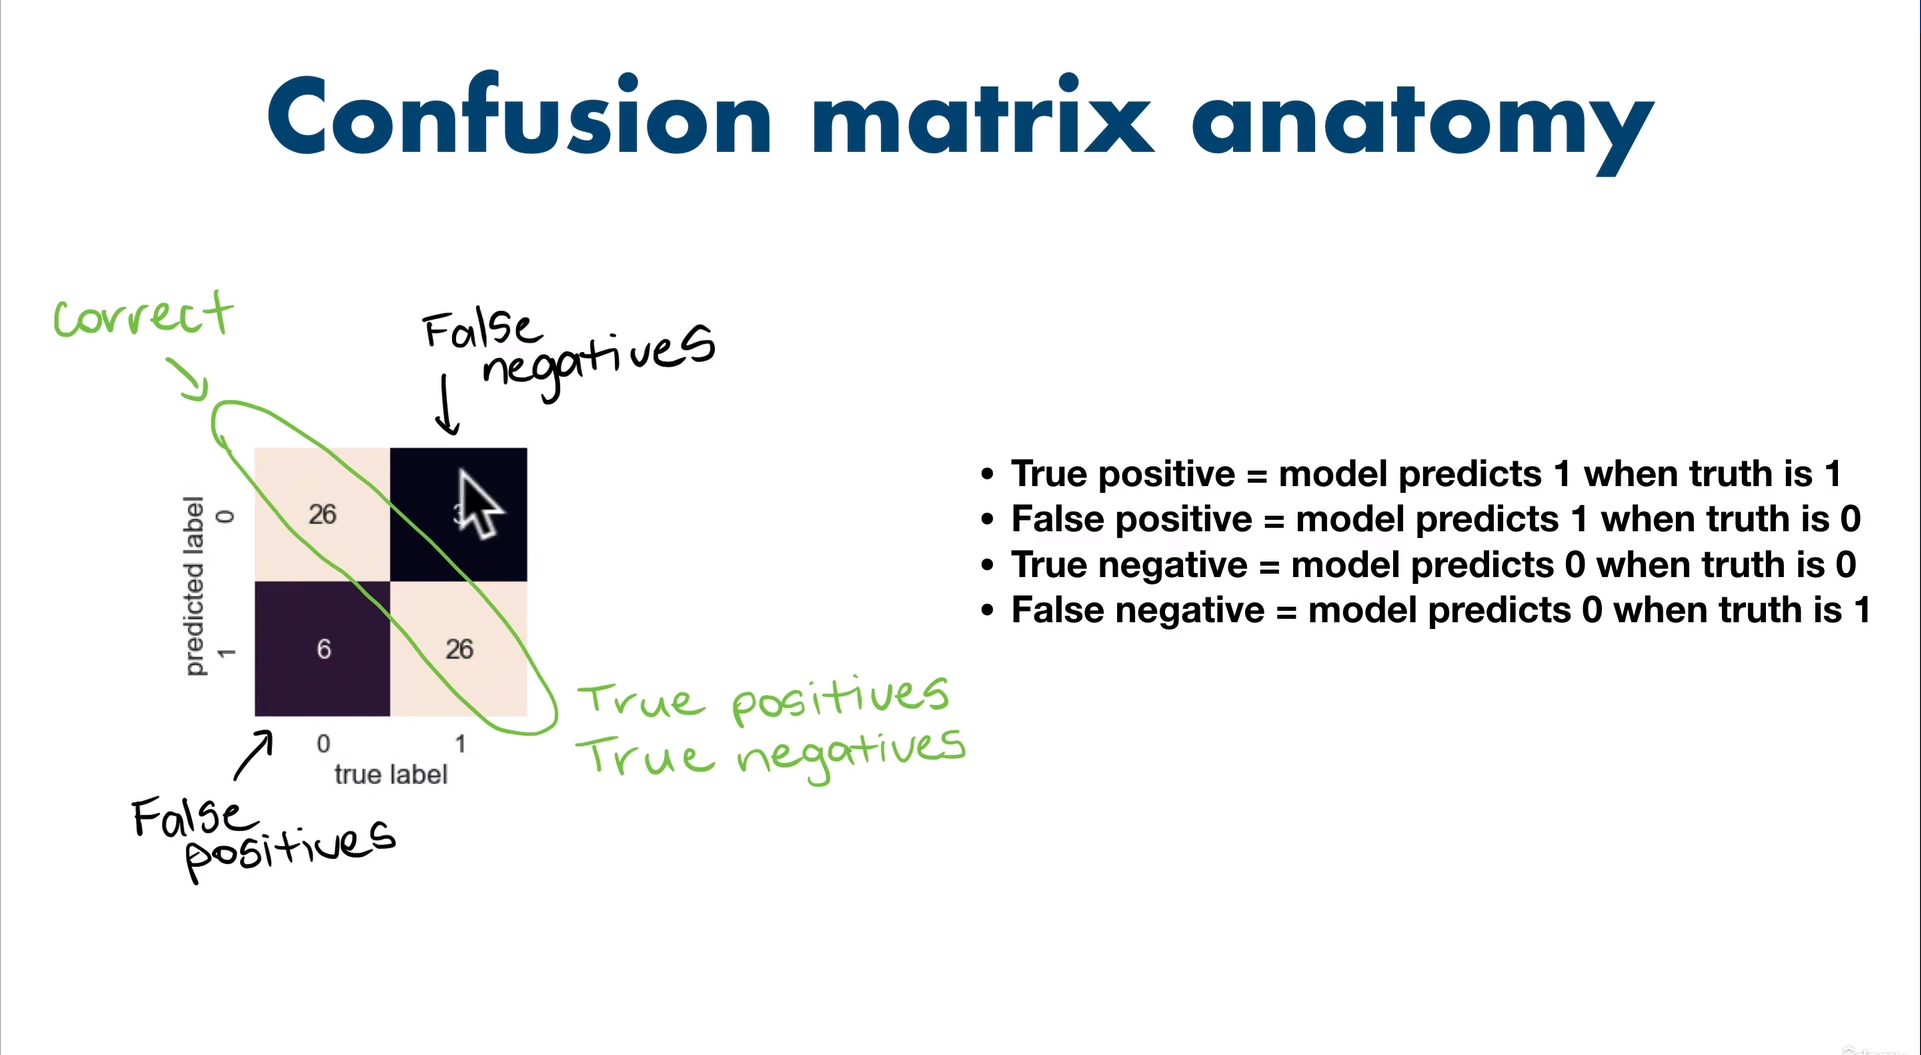 Confusion matrix anatomy
correct
False
negatives
predicted label
0
26
1
6
26
0
1
true label
False
positives
True positives
True negatives
• True positive = model predicts 1 when truth is 1
• False positive = model predicts 1 when truth is 0
• True negative = model predicts 0 when truth is 0
• False negative = model predicts 0 when truth is 1